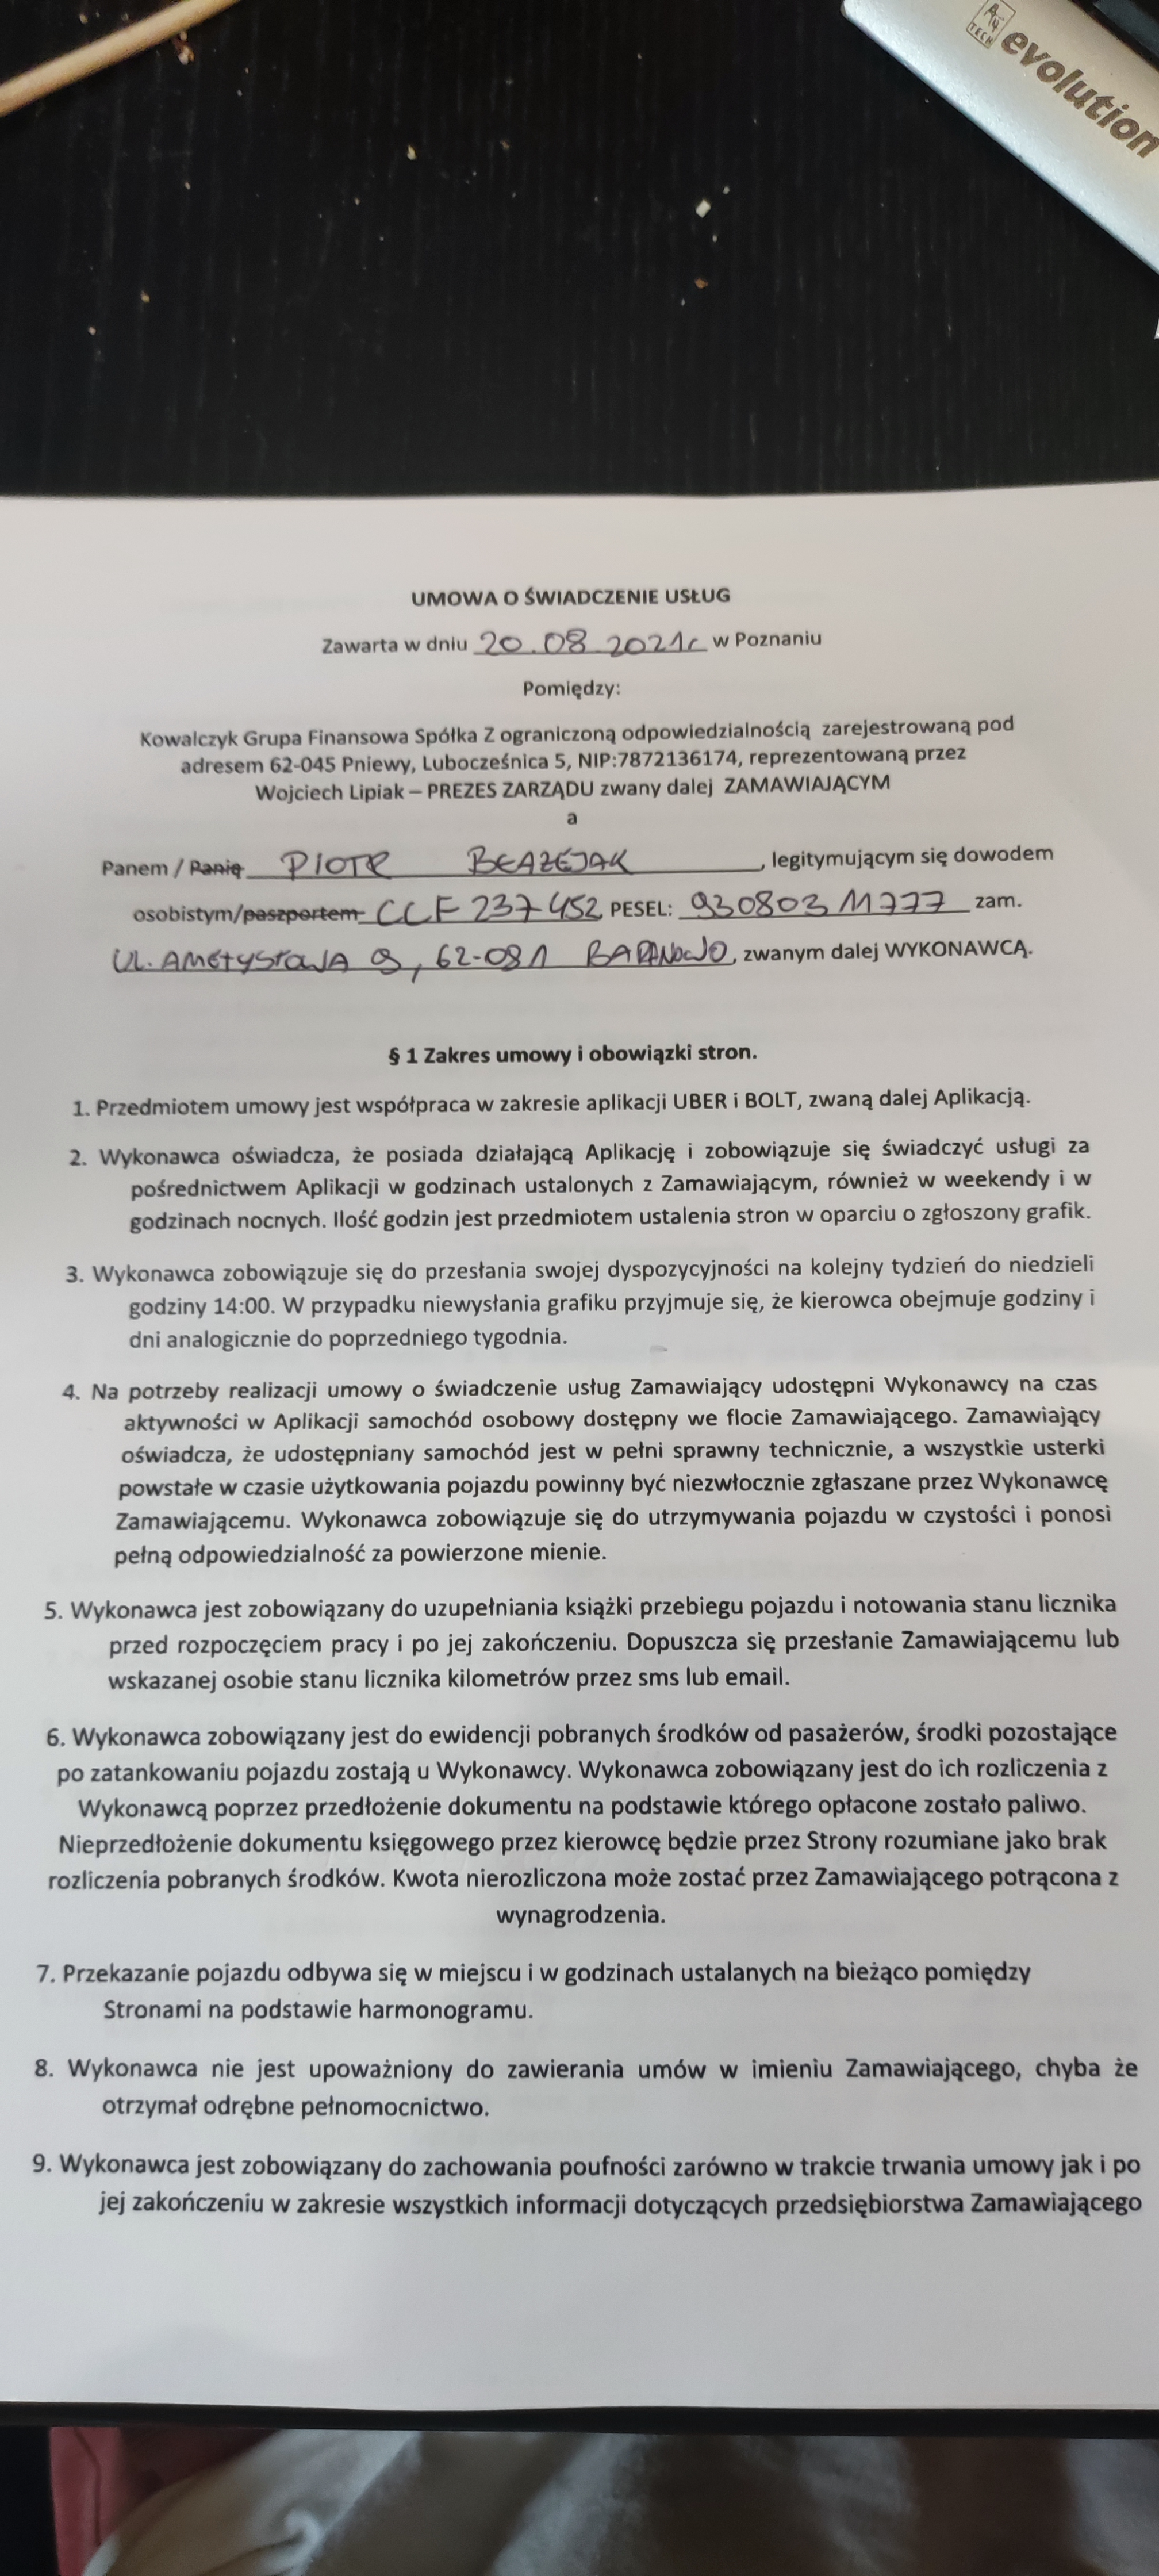 A4
TECH
evolution
UMOWA O ŚWIADCZENIE USŁUG
Zawarta w dniu 20.08.2021r w Poznaniu
Pomiędzy:
Kowalczyk Grupa Finansowa Spółka Z ograniczoną odpowiedzialnością zarejestrowaną pod
adresem 62-045 Pniewy, Lubocześnica 5, NIP:7872136174, reprezentowaną przez
Wojciech Lipiak – PREZES ZARZĄDU zwany dalej ZAMAWIAJĄCYM
a
Panem / Panią PIOTR BŁAŻEJAK, legitymującym się dowodem
osobistym/paszportem CCF 237452 PESEL: 93080311777 zam.
UL. AMETYSTOWA 9, 62-081 BARANOWO, zwanym dalej WYKONAWCĄ.
§ 1 Zakres umowy i obowiązki stron.
1. Przedmiotem umowy jest współpraca w zakresie aplikacji UBER i BOLT, zwaną dalej Aplikacją.
2. Wykonawca oświadcza, że posiada działającą Aplikację i zobowiązuje się świadczyć usługi za
pośrednictwem Aplikacji w godzinach ustalonych z Zamawiającym, również w weekendy i w
godzinach nocnych. Ilość godzin jest przedmiotem ustalenia stron w oparciu o zgłoszony grafik.
3. Wykonawca zobowiązuje się do przesłania swojej dyspozycyjności na kolejny tydzień do niedzieli
godziny 14:00. W przypadku niewysłania grafiku przyjmuje się, że kierowca obejmuje godziny i
dni analogicznie do poprzedniego tygodnia.
4. Na potrzeby realizacji umowy o świadczenie usług Zamawiający udostępni Wykonawcy na czas
aktywności w Aplikacji samochód osobowy dostępny we flocie Zamawiającego. Zamawiający
oświadcza, że udostępniany samochód jest w pełni sprawny technicznie, a wszystkie usterki
powstałe w czasie użytkowania pojazdu powinny być niezwłocznie zgłaszane przez Wykonawcę
Zamawiającemu. Wykonawca zobowiązuje się do utrzymywania pojazdu w czystości i ponosi
pełną odpowiedzialność za powierzone mienie.
5. Wykonawca jest zobowiązany do uzupełniania książki przebiegu pojazdu i notowania stanu licznika
przed rozpoczęciem pracy i po jej zakończeniu. Dopuszcza się przesłanie Zamawiającemu lub
wskazanej osobie stanu licznika kilometrów przez sms lub email.
6. Wykonawca zobowiązany jest do ewidencji pobranych środków od pasażerów, środki pozostające
po zatankowaniu pojazdu zostają u Wykonawcy. Wykonawca zobowiązany jest do ich rozliczenia z
Wykonawcą poprzez przedłożenie dokumentu na podstawie którego opłacone zostało paliwo.
Nieprzedłożenie dokumentu księgowego przez kierowcę będzie przez Strony rozumiane jako brak
rozliczenia pobranych środków. Kwota nierozliczona może zostać przez Zamawiającego potrącona z
wynagrodzenia.
7. Przekazanie pojazdu odbywa się w miejscu i w godzinach ustalanych na bieżąco pomiędzy
Stronami na podstawie harmonogramu.
8. Wykonawca nie jest upoważniony do zawierania umów w imieniu Zamawiającego, chyba że
otrzymał odrębne pełnomocnictwo.
9. Wykonawca jest zobowiązany do zachowania poufności zarówno w trakcie trwania umowy jak i po
jej zakończeniu w zakresie wszystkich informacji dotyczących przedsiębiorstwa Zamawiającego